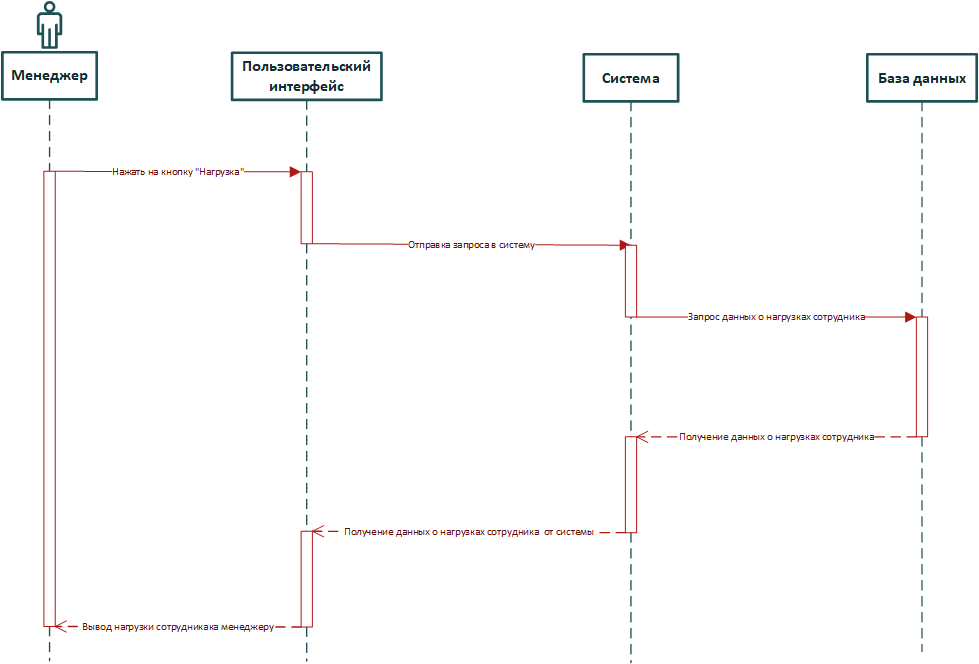 Менеджер
Пользовательский
интерфейс
Система
База данных
Нажать на кнопку "Нагрузка"
Отправка запроса в систему
Запрос данных о нагрузках сотрудника
Получение данных о нагрузках сотрудника
Получение данных о нагрузках сотрудника от системы
Вывод нагрузки сотрудникака менеджеру